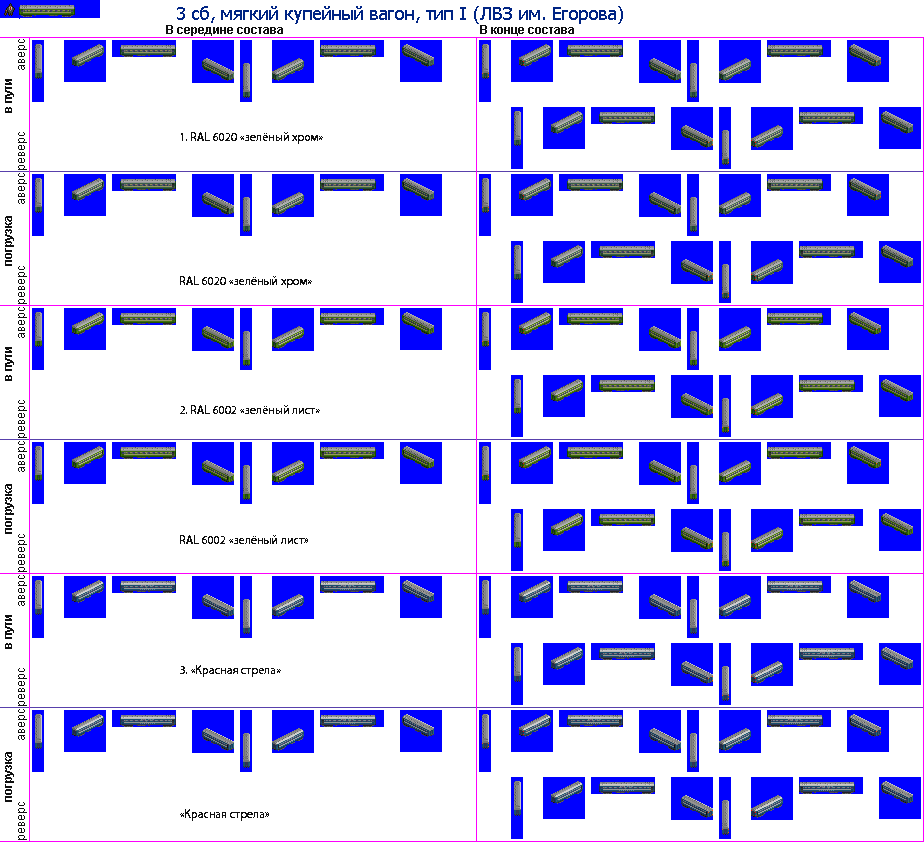 3 сб, мягкий купейный вагон, тип I (ЛВЗ им. Егорова)
В середине состава
В конце состава
аверс
в пути
реверс
1. RAL 6020 «зелёный хром»
аверс
погрузка
реверс
RAL 6020 «зелёный хром»
аверс
в пути
реверс
2. RAL 6002 «зелёный лист»
аверс
погрузка
реверс
RAL 6002 «зелёный лист»
аверс
в пути
реверс
3. «Красная стрела»
аверс
погрузка
реверс
«Красная стрела»